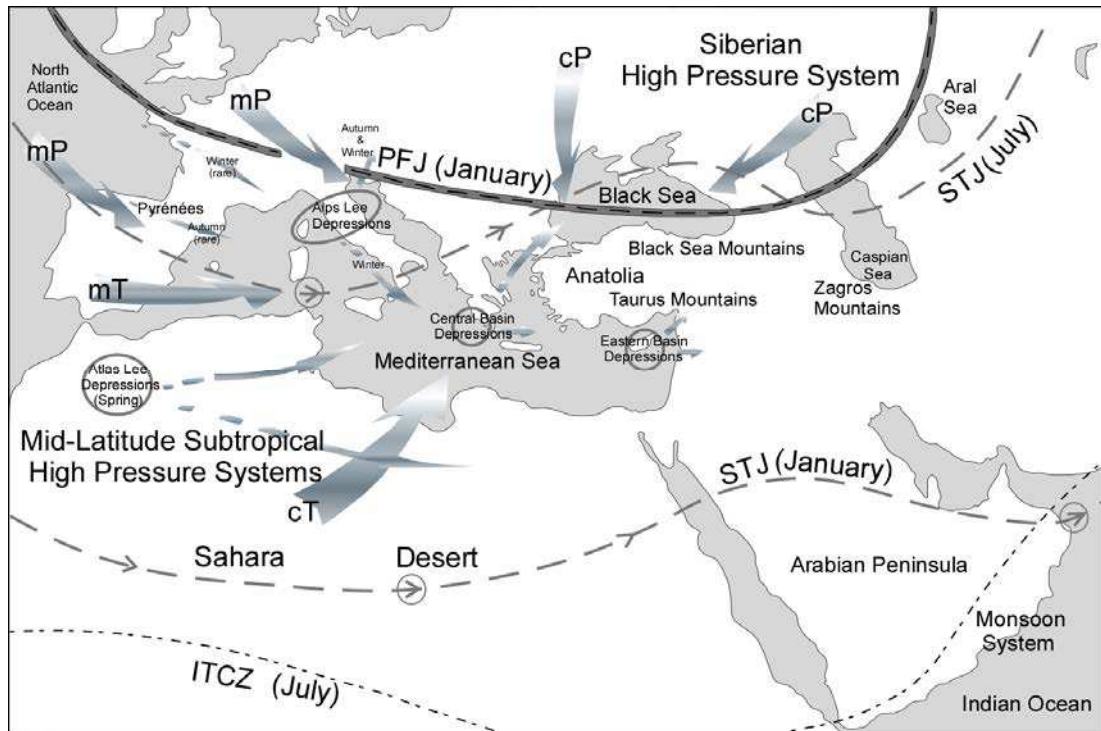 North
Atlantic
Ocean
mP
mP
Winter
(rare)
Autumn
&
Winter
PFJ (January)
cP
Siberian
High Pressure System
cP
Aral
Sea
STJ (July)
Pyrénées
Autumn
(rare)
Alps Lee
Depressions
Winter
Black Sea
Black Sea Mountains
Caspian
Sea
Anatolia
Zagros
Mountains
Taurus Mountains
mT
Central Basin
Depressions
Eastern Basin
Depressions
Mediterranean Sea
Atlas Lee
Depressions
(Spring)
Mid-Latitude Subtropical
High Pressure Systems
cT
STJ (January)
Sahara
Desert
Arabian Peninsula
Monsoon
System
ITCZ (July)
Indian Ocean